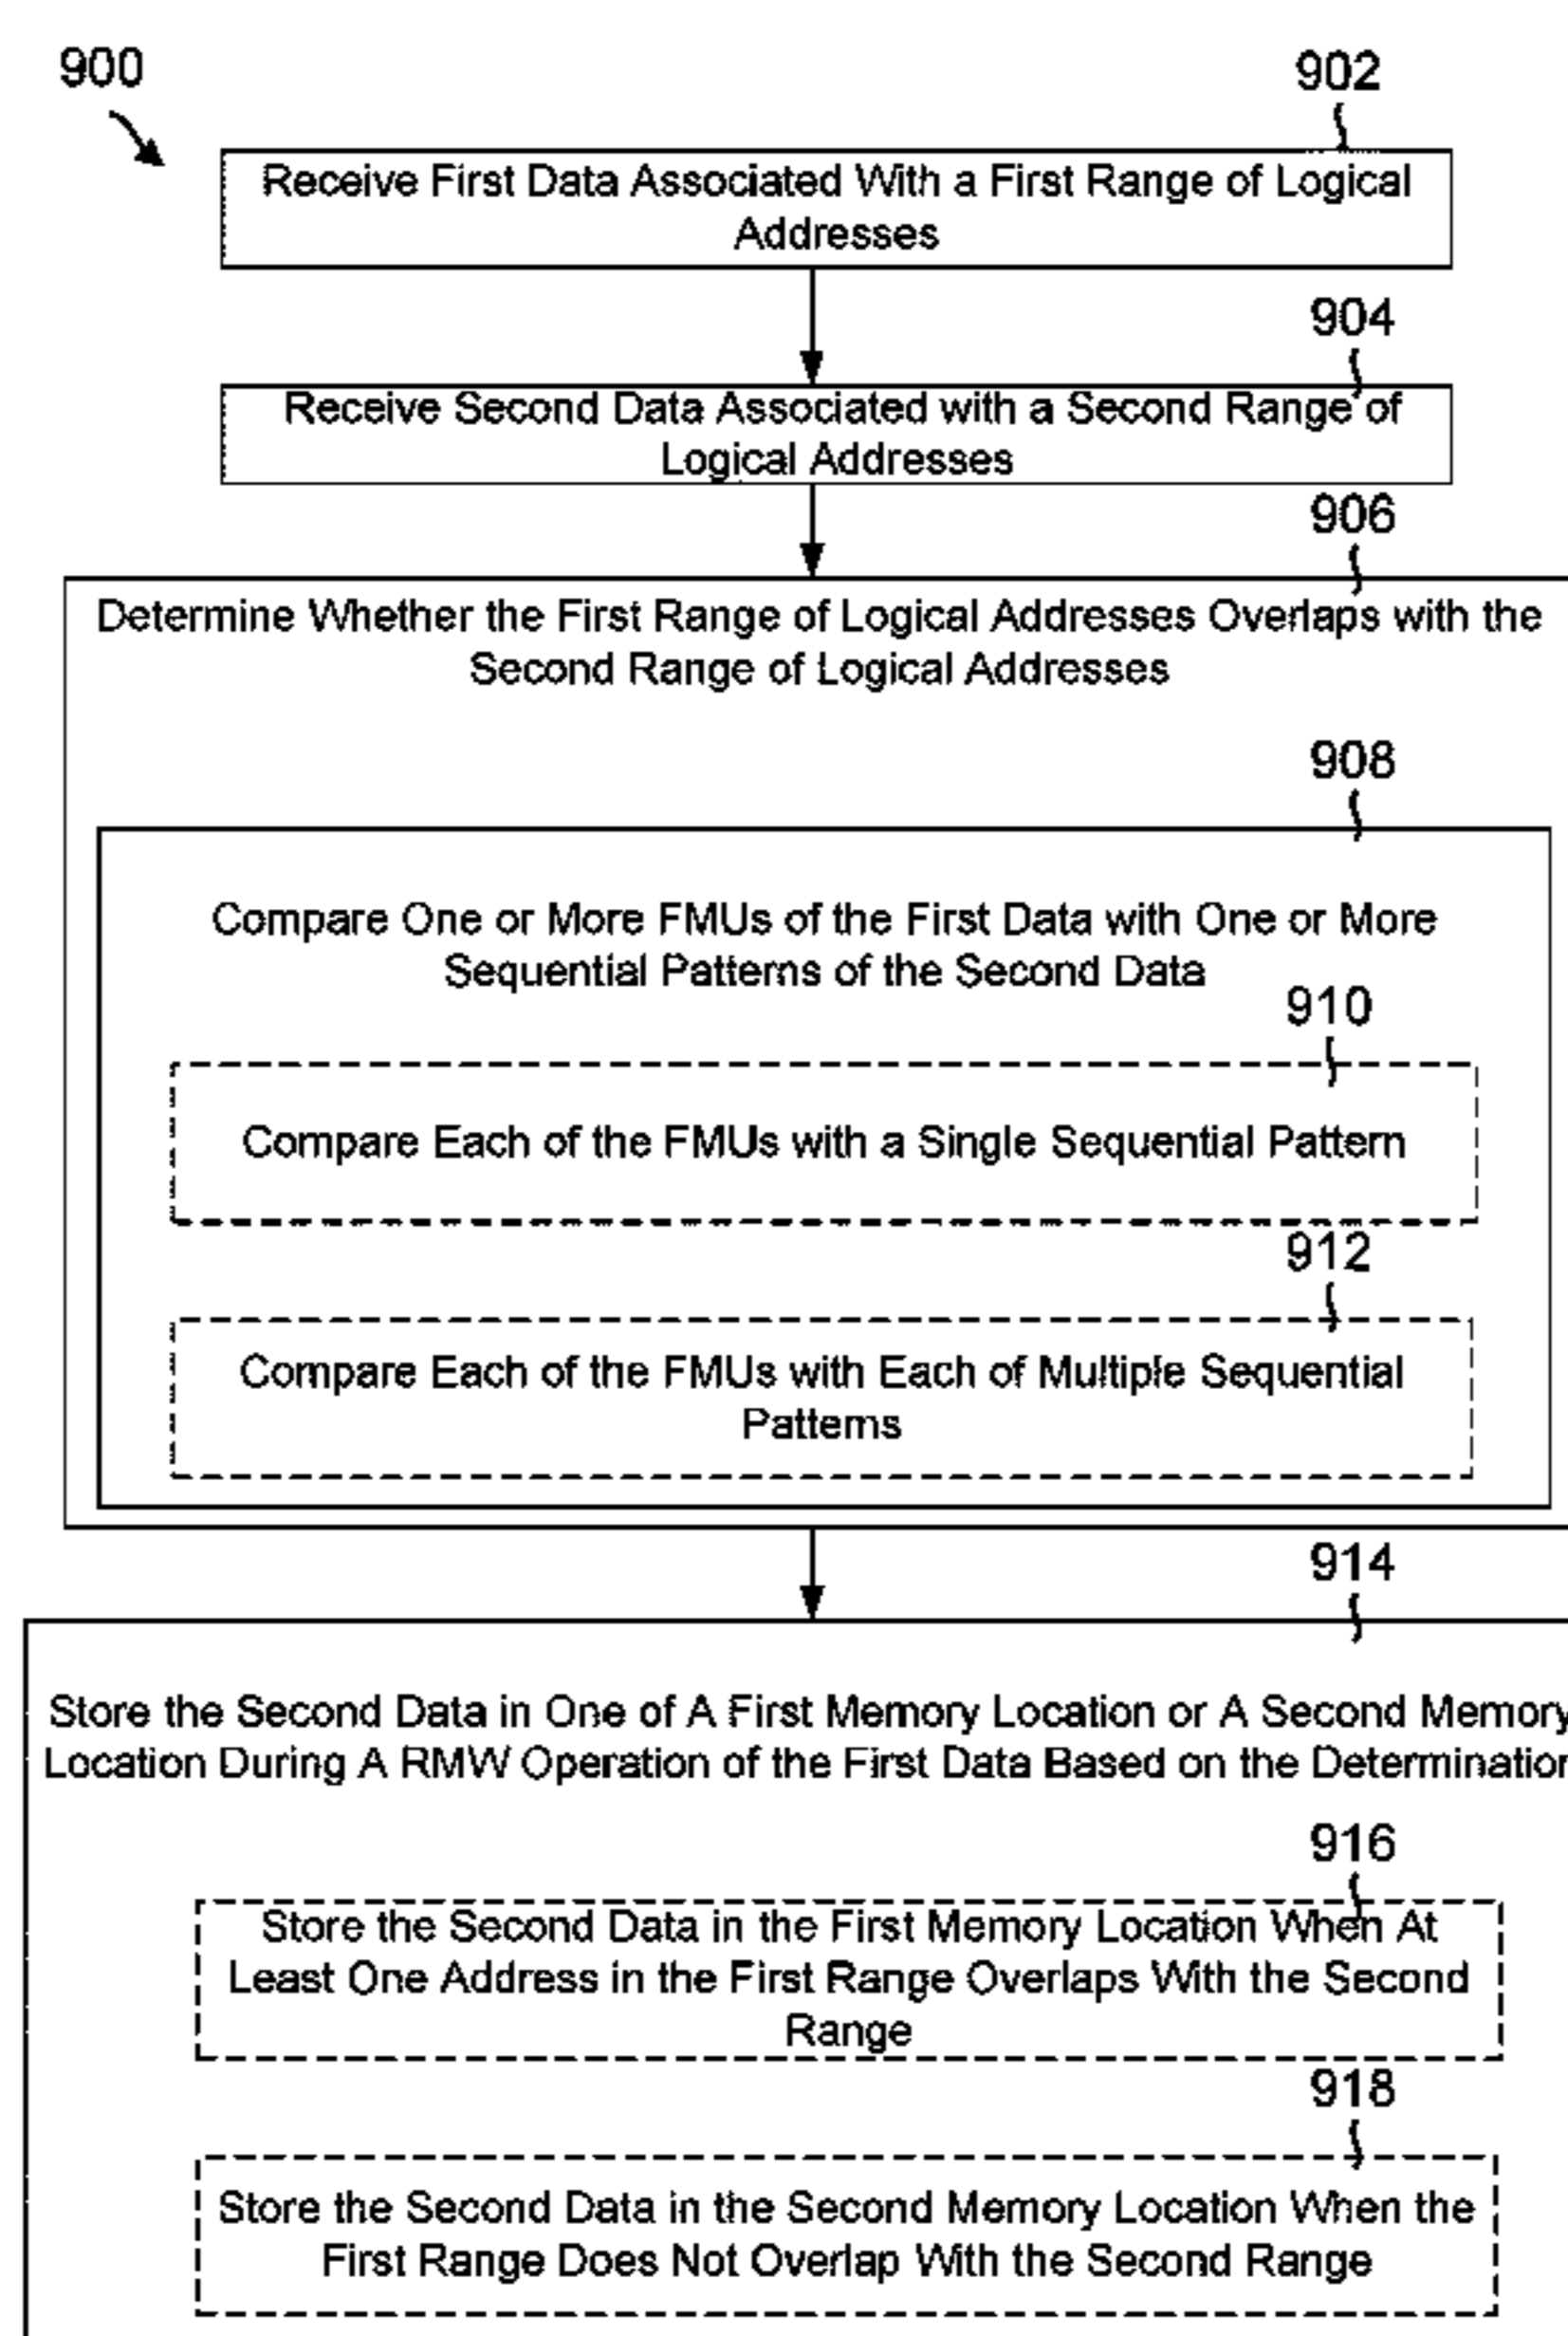 900
902
Receive First Data Associated With a First Range of Logical
Addresses
904
Receive Second Data Associated with a Second Range of
Logical Addresses
906
Determine Whether the First Range of Logical Addresses Overlaps with the
Second Range of Logical Addresses
908
Compare One or More FMUs of the First Data with One or More
Sequential Patterns of the Second Data
910
Compare Each of the FMUs with a Single Sequential Pattern
912
Compare Each of the FMUs with Each of Multiple Sequential
Patterns
914
Store the Second Data in One of A First Memory Location or A Second Memory
Location During A RMW Operation of the First Data Based on the Determination
916
Store the Second Data in the First Memory Location When At
Least One Address in the First Range Overlaps With the Second
Range
918
Store the Second Data in the Second Memory Location When the
First Range Does Not Overlap With the Second Range